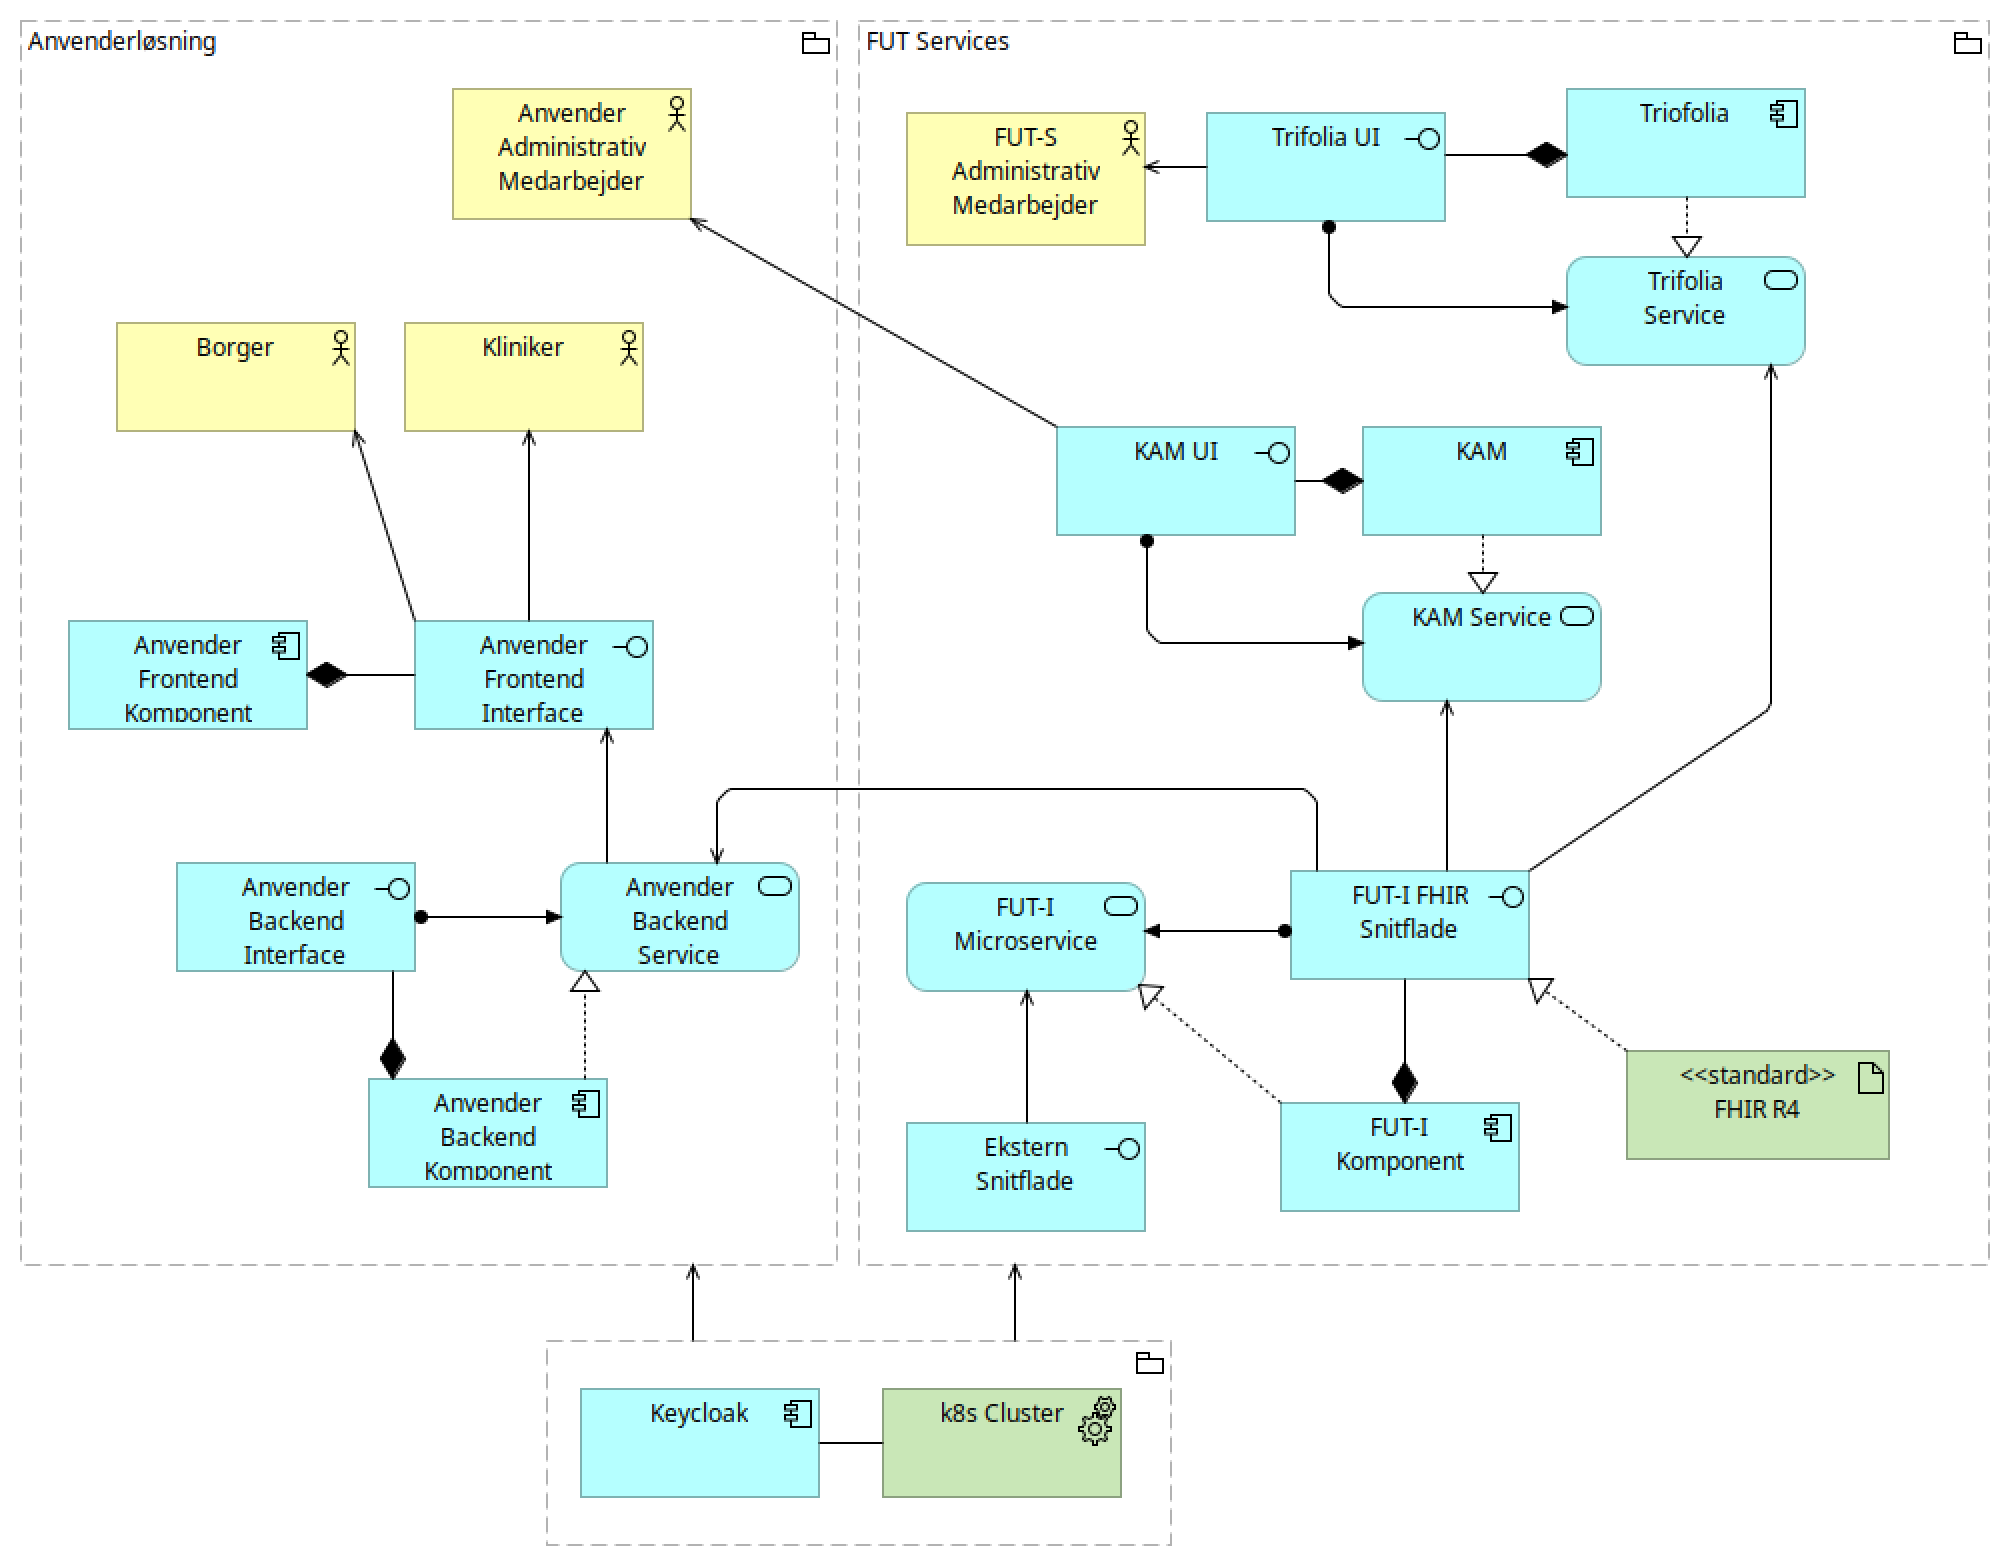 Anvenderløsning
FUT Services
Anvender
Administrativ
Medarbejder
FUT-S
Administrativ
Medarbejder
Trifolia UI
Triofolia
Trifolia
Service
Borger
Kliniker
KAM UI
KAM
KAM Service
Anvender
Frontend
Komponent
Anvender
Frontend
Interface
Anvender
Backend
Interface
Anvender
Backend
Service
FUT-I
Microservice
FUT-I FHIR
Snitflade
Anvender
Backend
Komponent
Ekstern
Snitflade
FUT-I
Komponent
<<standard>>
FHIR R4
Keycloak
k8s Cluster